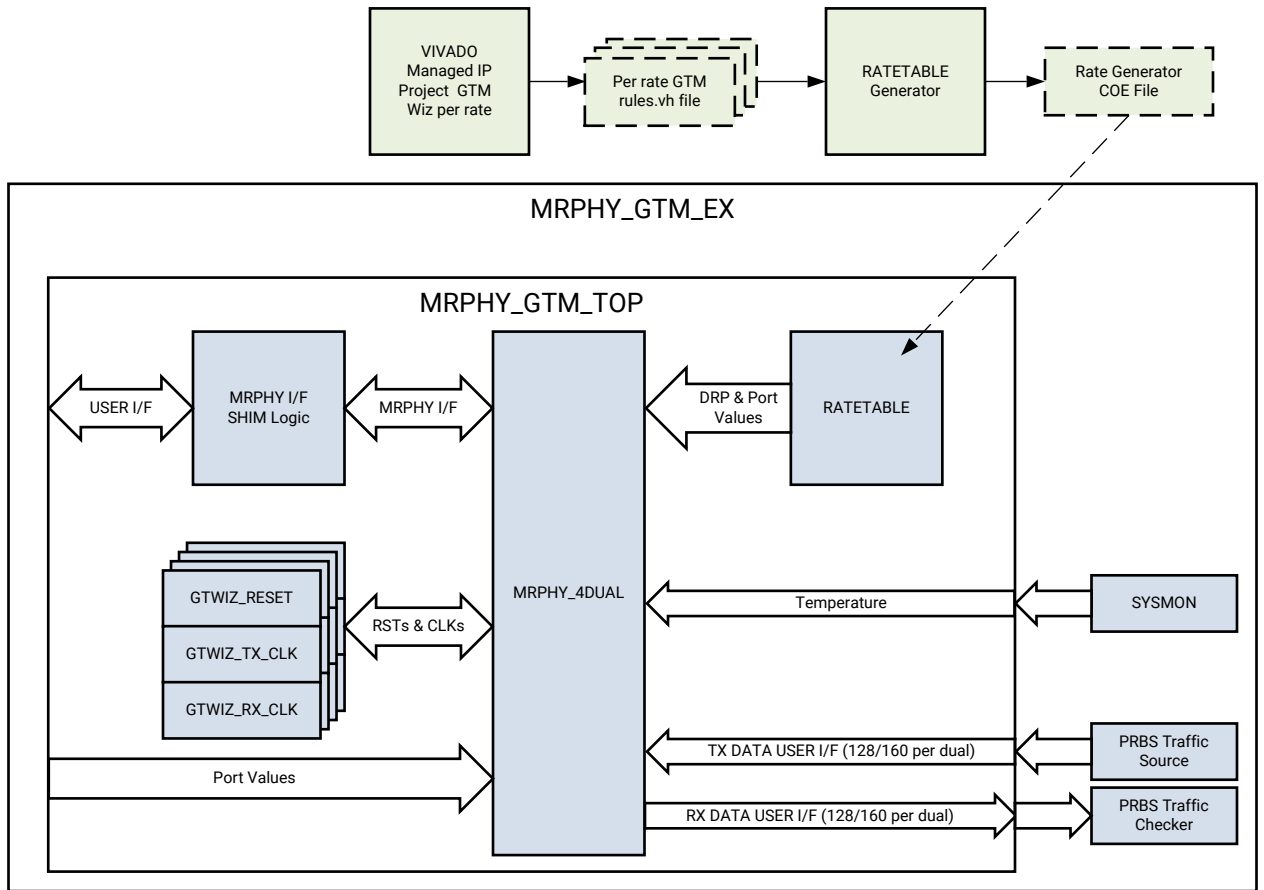 VIVADO
Managed IP
Project GTM
Wiz per rate
Per rate GTM
rules.vh file
RATETABLE
Generator
Rate Generator
COE File
MRPHY_GTM_EX
MRPHY_GTM_TOP
USER I/F
MRPHY I/F
SHIM Logic
MRPHY I/F
MRPHY_4DUAL
DRP & Port
Values
RATETABLE
GTWIZ_RESET
GTWIZ_TX_CLK
GTWIZ_RX_CLK
RSTs & CLKs
Temperature
SYSMON
Port Values
TX DATA USER I/F (128/160 per dual)
PRBS Traffic
Source
RX DATA USER I/F (128/160 per dual)
PRBS Traffic
Checker